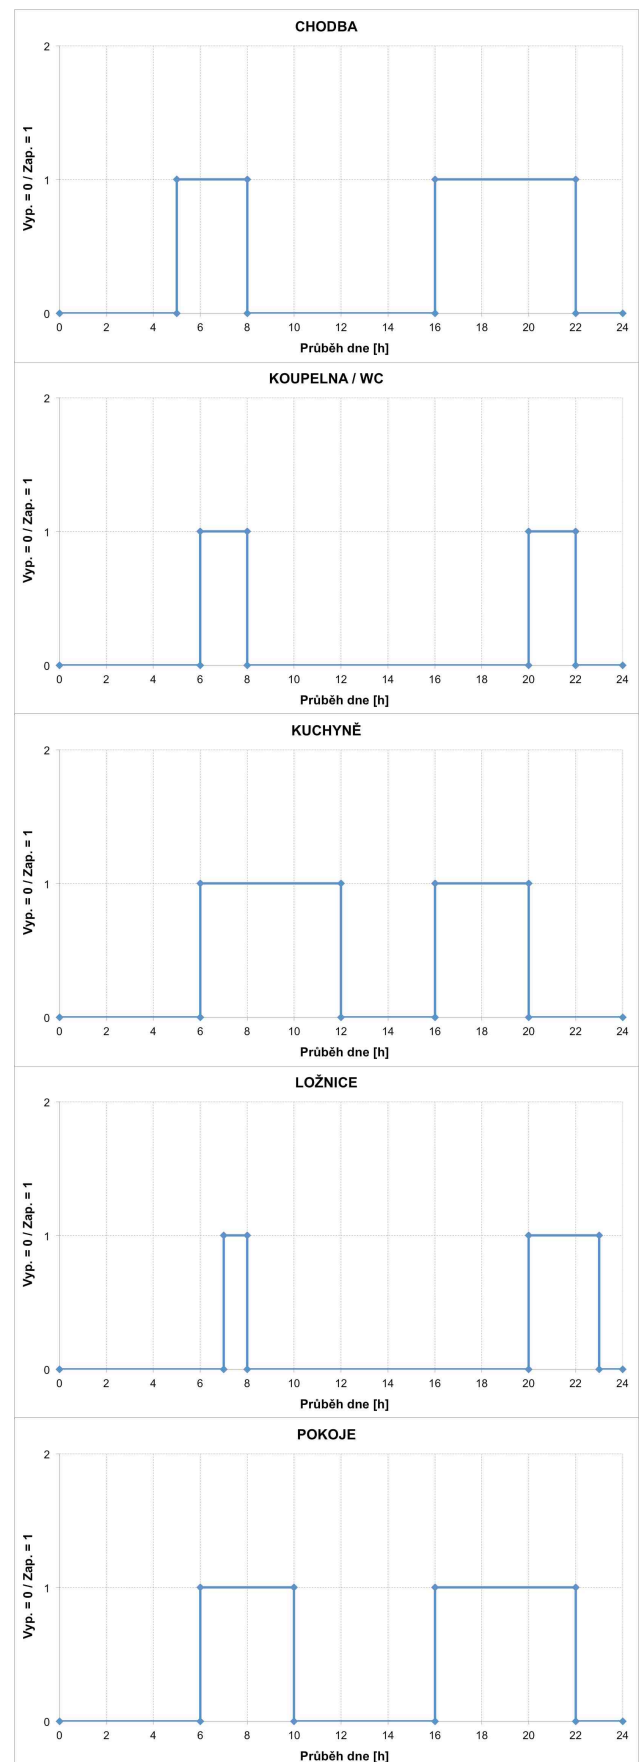 CHODBA
2
1
0
Vyp. = 0 / Zap. = 1
0 2 4 6 8 10 12 14 16 18 20 22 24
Průběh dne [h]
KOUPELNA / WC
2
1
0
Vyp. = 0 / Zap. = 1
0 2 4 6 8 10 12 14 16 18 20 22 24
Průběh dne [h]
KUCHYNĚ
2
1
0
Vyp. = 0 / Zap. = 1
0 2 4 6 8 10 12 14 16 18 20 22 24
Průběh dne [h]
LOŽNICE
2
1
0
Vyp. = 0 / Zap. = 1
0 2 4 6 8 10 12 14 16 18 20 22 24
Průběh dne [h]
POKOJE
2
1
0
Vyp. = 0 / Zap. = 1
0 2 4 6 8 10 12 14 16 18 20 22 24
Průběh dne [h]